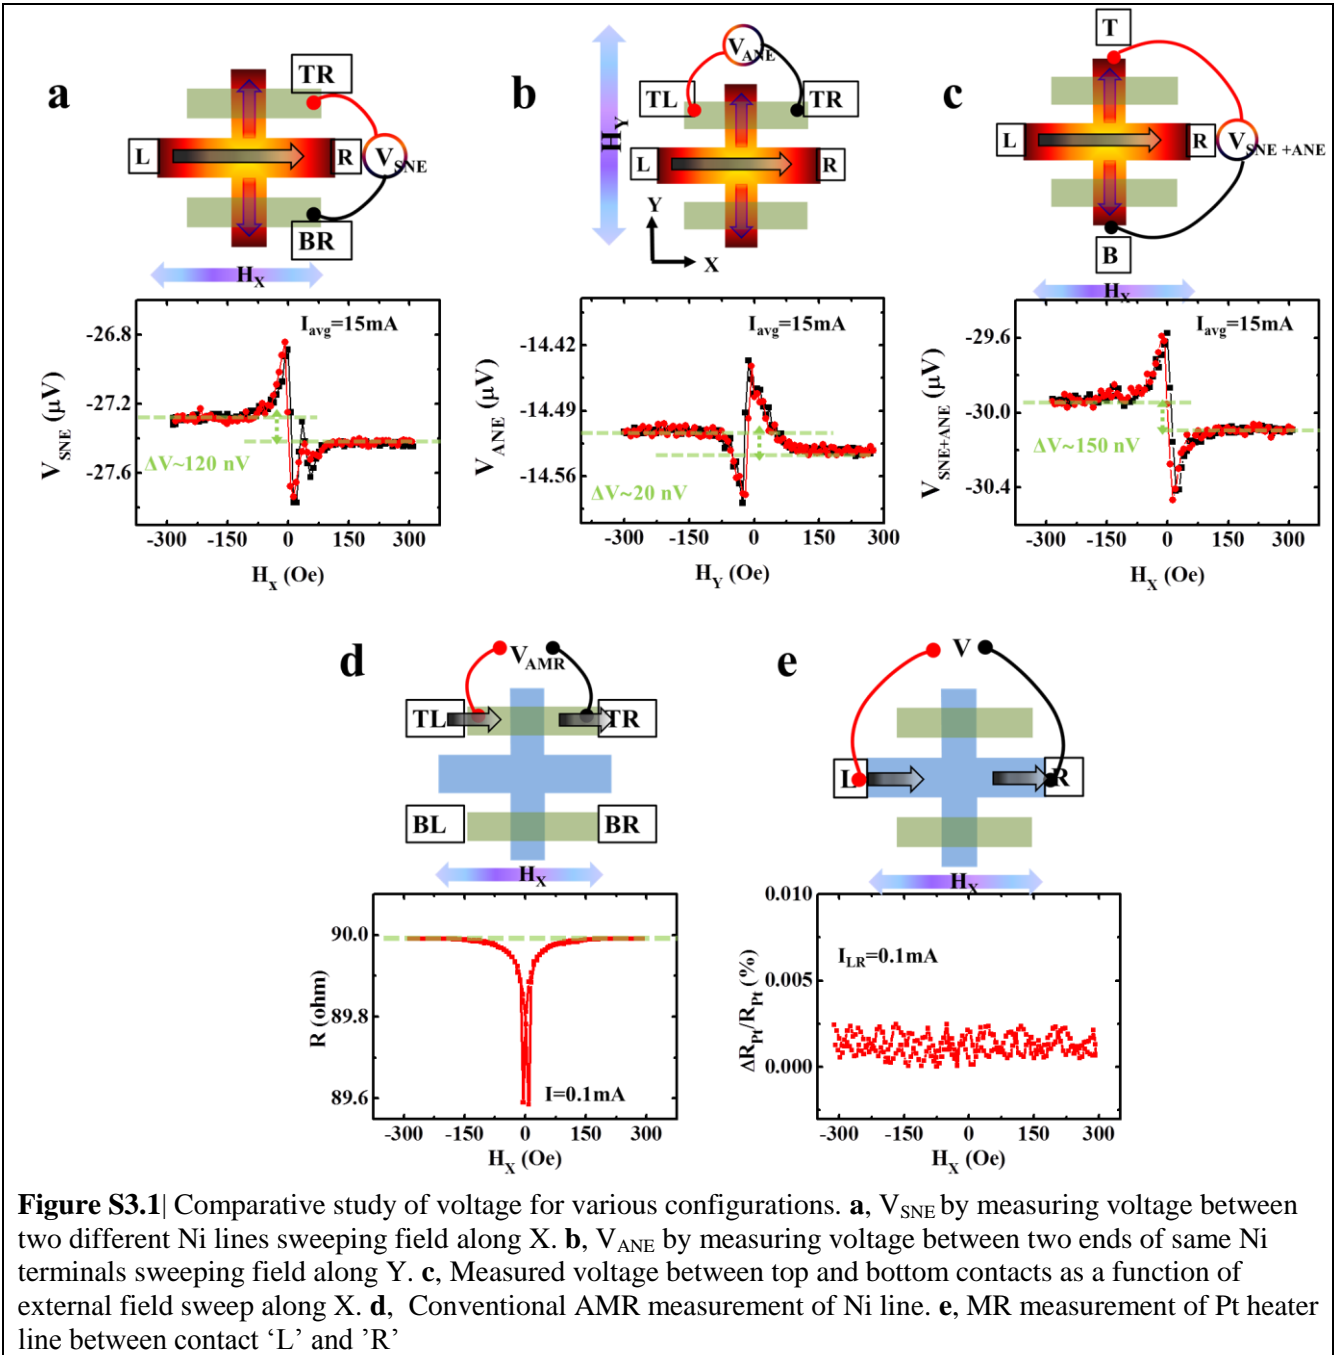 a
TR
L
R
V_SNE
BR
H_X
I_avg=15mA
-26.8
-27.2
-27.6
V_SNE (μV)
ΔV~120 nV
-300 -150 0 150 300
H_X (Oe)
b
V_ANE
TL
TR
H_Y
L
R
Y
X
I_avg=15mA
-14.42
-14.49
-14.56
V_ANE (μV)
ΔV~20 nV
-300 -150 0 150 300
H_Y (Oe)
c
T
L
R
V_SNE+ANE
B
H_X
I_avg=15mA
-29.6
-30.0
-30.4
V_SNE+ANE (μV)
ΔV~150 nV
-300 -150 0 150 300
H_X (Oe)
d
V_AMR
TL
TR
BL
BR
H_X
90.0
89.8
89.6
R (ohm)
I=0.1mA
-300 -150 0 150 300
H_X (Oe)
e
V
L
R
H_X
0.010
0.005
0.000
ΔR_Pt/R_Pt (%)
I_LR=0.1mA
-300 -150 0 150 300
H_X (Oe)
Figure S3.1| Comparative study of voltage for various configurations. a, V_SNE by measuring voltage between
two different Ni lines sweeping field along X. b, V_ANE by measuring voltage between two ends of same Ni
terminals sweeping field along Y. c, Measured voltage between top and bottom contacts as a function of
external field sweep along X. d, Conventional AMR measurement of Ni line. e, MR measurement of Pt heater
line between contact ‘L’ and ’R’